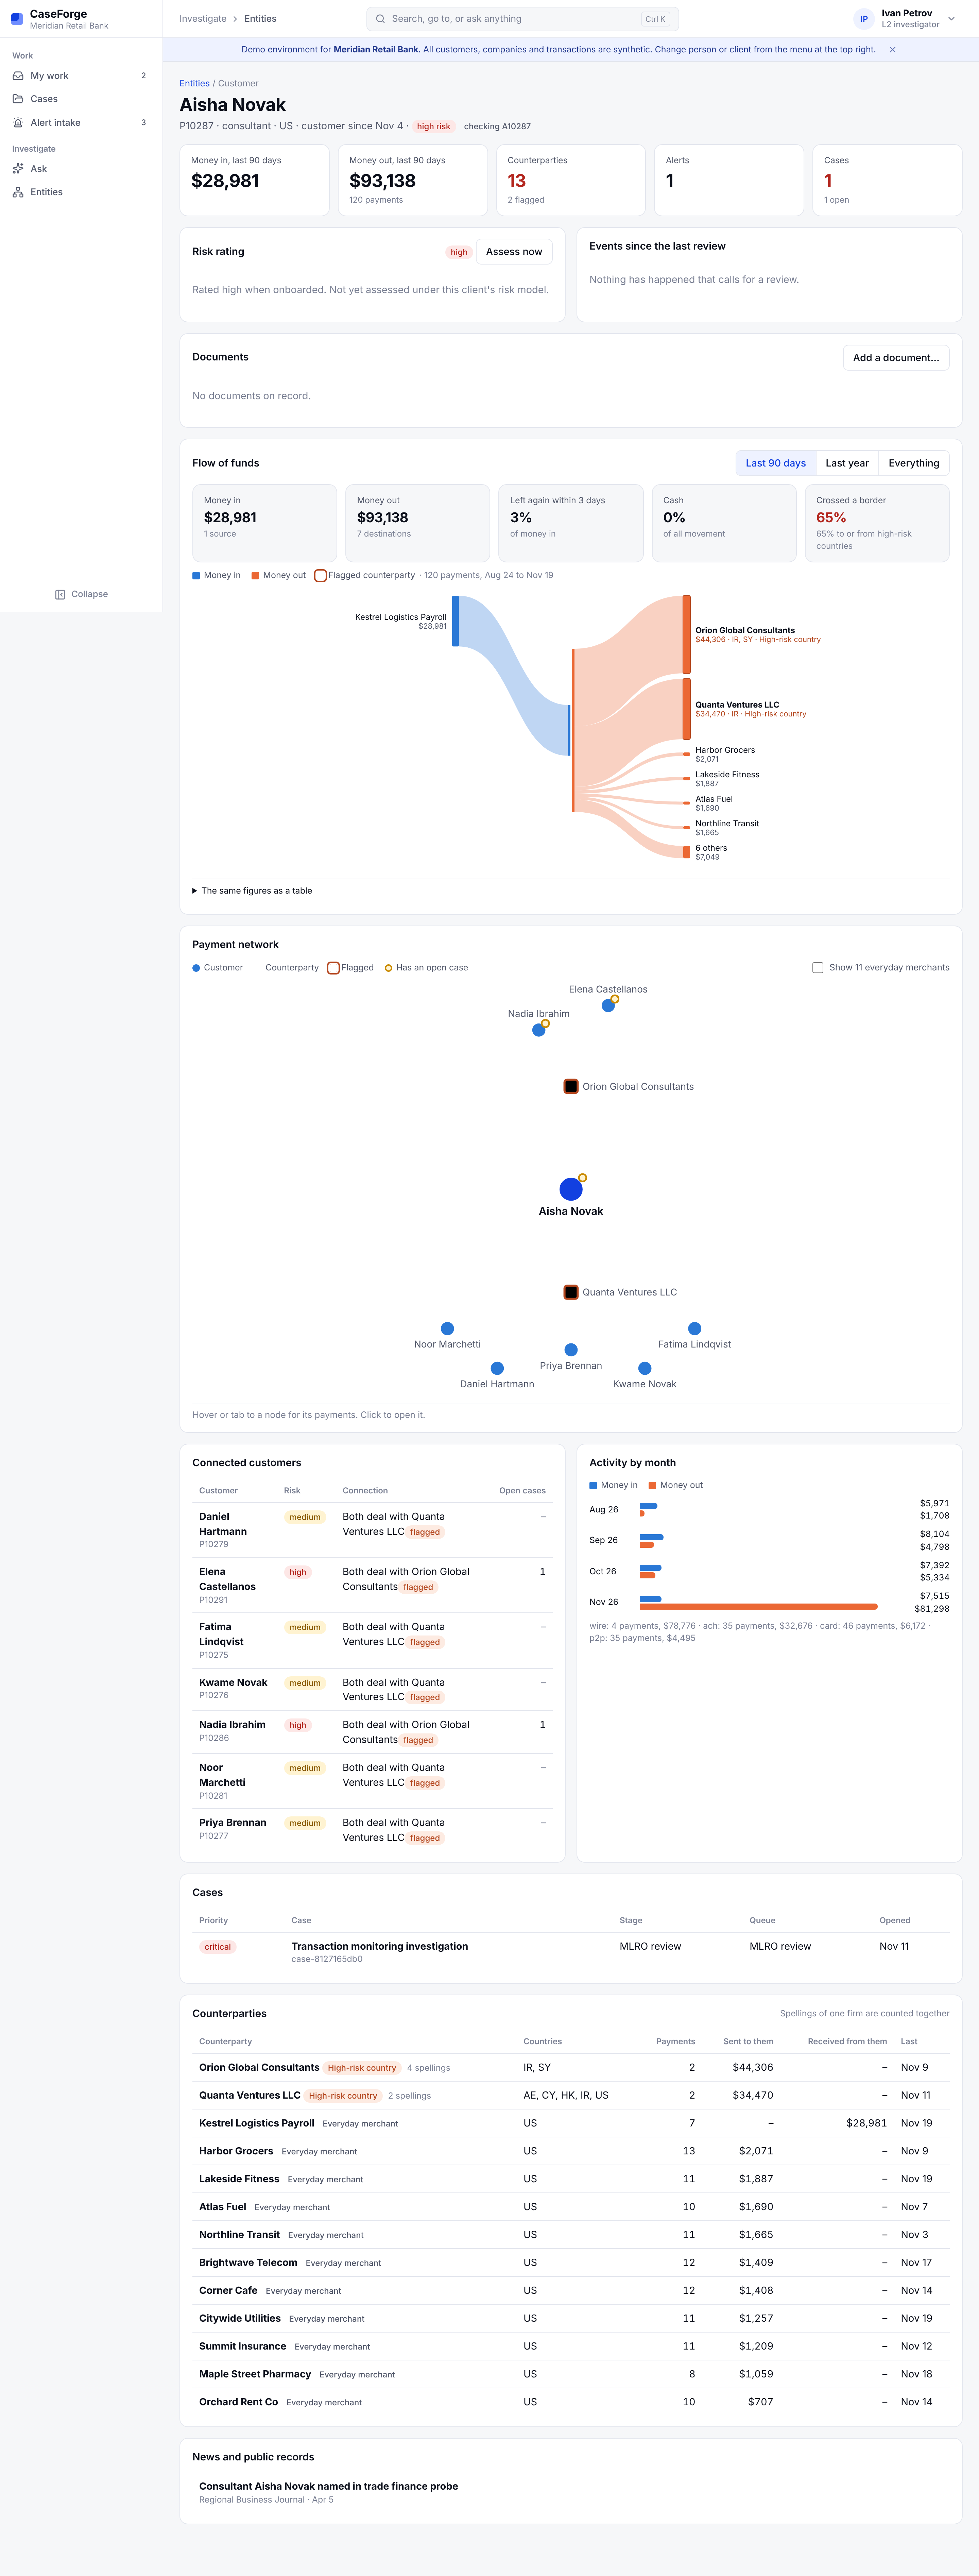 CaseForge
Meridian Retail Bank
Investigate > Entities
Search, go to, or ask anything
Ctrl K
IP
Ivan Petrov
L2 investigator
Work
My work 2
Cases
Alert intake 3
Investigate
Ask
Entities
Collapse
Demo environment for Meridian Retail Bank. All customers, companies and transactions are synthetic. Change person or client from the menu at the top right.
Entities / Customer
Aisha Novak
P10287 · consultant · US · customer since Nov 4 · high risk checking A10287
Money in, last 90 days
$28,981
Money out, last 90 days
$93,138
120 payments
Counterparties
13
2 flagged
Alerts
1
Cases
1
1 open
Risk rating
high
Assess now
Rated high when onboarded. Not yet assessed under this client's risk model.
Events since the last review
Nothing has happened that calls for a review.
Documents
Add a document...
No documents on record.
Flow of funds
Last 90 days
Last year
Everything
Money in
$28,981
1 source
Money out
$93,138
7 destinations
Left again within 3 days
3%
of money in
Cash
0%
of all movement
Crossed a border
65%
65% to or from high-risk
countries
Money in Money out Flagged counterparty · 120 payments, Aug 24 to Nov 19
Kestrel Logistics Payroll
$28,981
Orion Global Consultants
$44,306 · IR, SY · High-risk country
Quanta Ventures LLC
$34,470 · IR · High-risk country
Harbor Grocers
$2,071
Lakeside Fitness
$1,887
Atlas Fuel
$1,690
Northline Transit
$1,665
6 others
$7,049
The same figures as a table
Payment network
Customer Counterparty Flagged Has an open case
Show 11 everyday merchants
Elena Castellanos
Nadia Ibrahim
Orion Global Consultants
Aisha Novak
Quanta Ventures LLC
Noor Marchetti
Fatima Lindqvist
Priya Brennan
Daniel Hartmann
Kwame Novak
Hover or tab to a node for its payments. Click to open it.
Connected customers
Customer Risk Connection Open cases
Daniel
Hartmann
P10279
medium
Both deal with Quanta
Ventures LLC flagged
–
Elena
Castellanos
P10291
high
Both deal with Orion Global
Consultants flagged
1
Fatima
Lindqvist
P10275
medium
Both deal with Quanta
Ventures LLC flagged
–
Kwame Novak
P10276
medium
Both deal with Quanta
Ventures LLC flagged
–
Nadia Ibrahim
P10286
high
Both deal with Orion Global
Consultants flagged
1
Noor
Marchetti
P10281
medium
Both deal with Quanta
Ventures LLC flagged
–
Priya Brennan
P10277
medium
Both deal with Quanta
Ventures LLC flagged
–
Activity by month
Money in Money out
Aug 26
$5,971
$1,708
Sep 26
$8,104
$4,798
Oct 26
$7,392
$5,334
Nov 26
$7,515
$81,298
wire: 4 payments, $78,776 · ach: 35 payments, $32,676 · card: 46 payments, $6,172 ·
p2p: 35 payments, $4,495
Cases
Priority Case Stage Queue Opened
critical Transaction monitoring investigation MLRO review MLRO review Nov 11
case-8127165db0
Counterparties
Spellings of one firm are counted together
Counterparty Countries Payments Sent to them Received from them Last
Orion Global Consultants High-risk country 4 spellings IR, SY 2 $44,306 – Nov 9
Quanta Ventures LLC High-risk country 2 spellings AE, CY, HK, IR, US 2 $34,470 – Nov 11
Kestrel Logistics Payroll Everyday merchant US 7 – $28,981 Nov 19
Harbor Grocers Everyday merchant US 13 $2,071 – Nov 9
Lakeside Fitness Everyday merchant US 11 $1,887 – Nov 19
Atlas Fuel Everyday merchant US 10 $1,690 – Nov 7
Northline Transit Everyday merchant US 11 $1,665 – Nov 3
Brightwave Telecom Everyday merchant US 12 $1,409 – Nov 17
Corner Cafe Everyday merchant US 12 $1,408 – Nov 14
Citywide Utilities Everyday merchant US 11 $1,257 – Nov 19
Summit Insurance Everyday merchant US 11 $1,209 – Nov 12
Maple Street Pharmacy Everyday merchant US 8 $1,059 – Nov 18
Orchard Rent Co Everyday merchant US 10 $707 – Nov 14
News and public records
Consultant Aisha Novak named in trade finance probe
Regional Business Journal · Apr 5